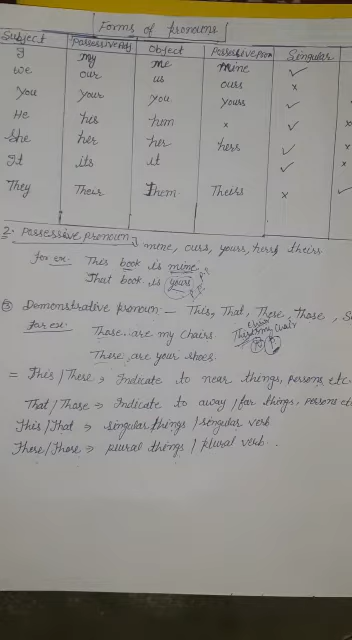 Forms of pronouns
Subject Possessive Adj Object Possessive Pron Singular
I my me mine ✓
We our us ours x
You your you yours ✓
He his him x ✓ x
She her her hers ✓ x
It its it ✓ x
They Their Them Theirs x ✓
2. Possessive pronoun mine, ours, yours, hers, theirs
for ex. This book is mine.
That book is yours.
③ Demonstrative pronoun - This, That, These, those,
For ex. Those are my chairs.
There are your shoes.
= This/These ⇒ Indicate to near things, persons etc.
That/Those ⇒ Indicate to away/far things, persons etc
This/That ⇒ singular things / singular verb
These/Those ⇒ plural things / plural verb.